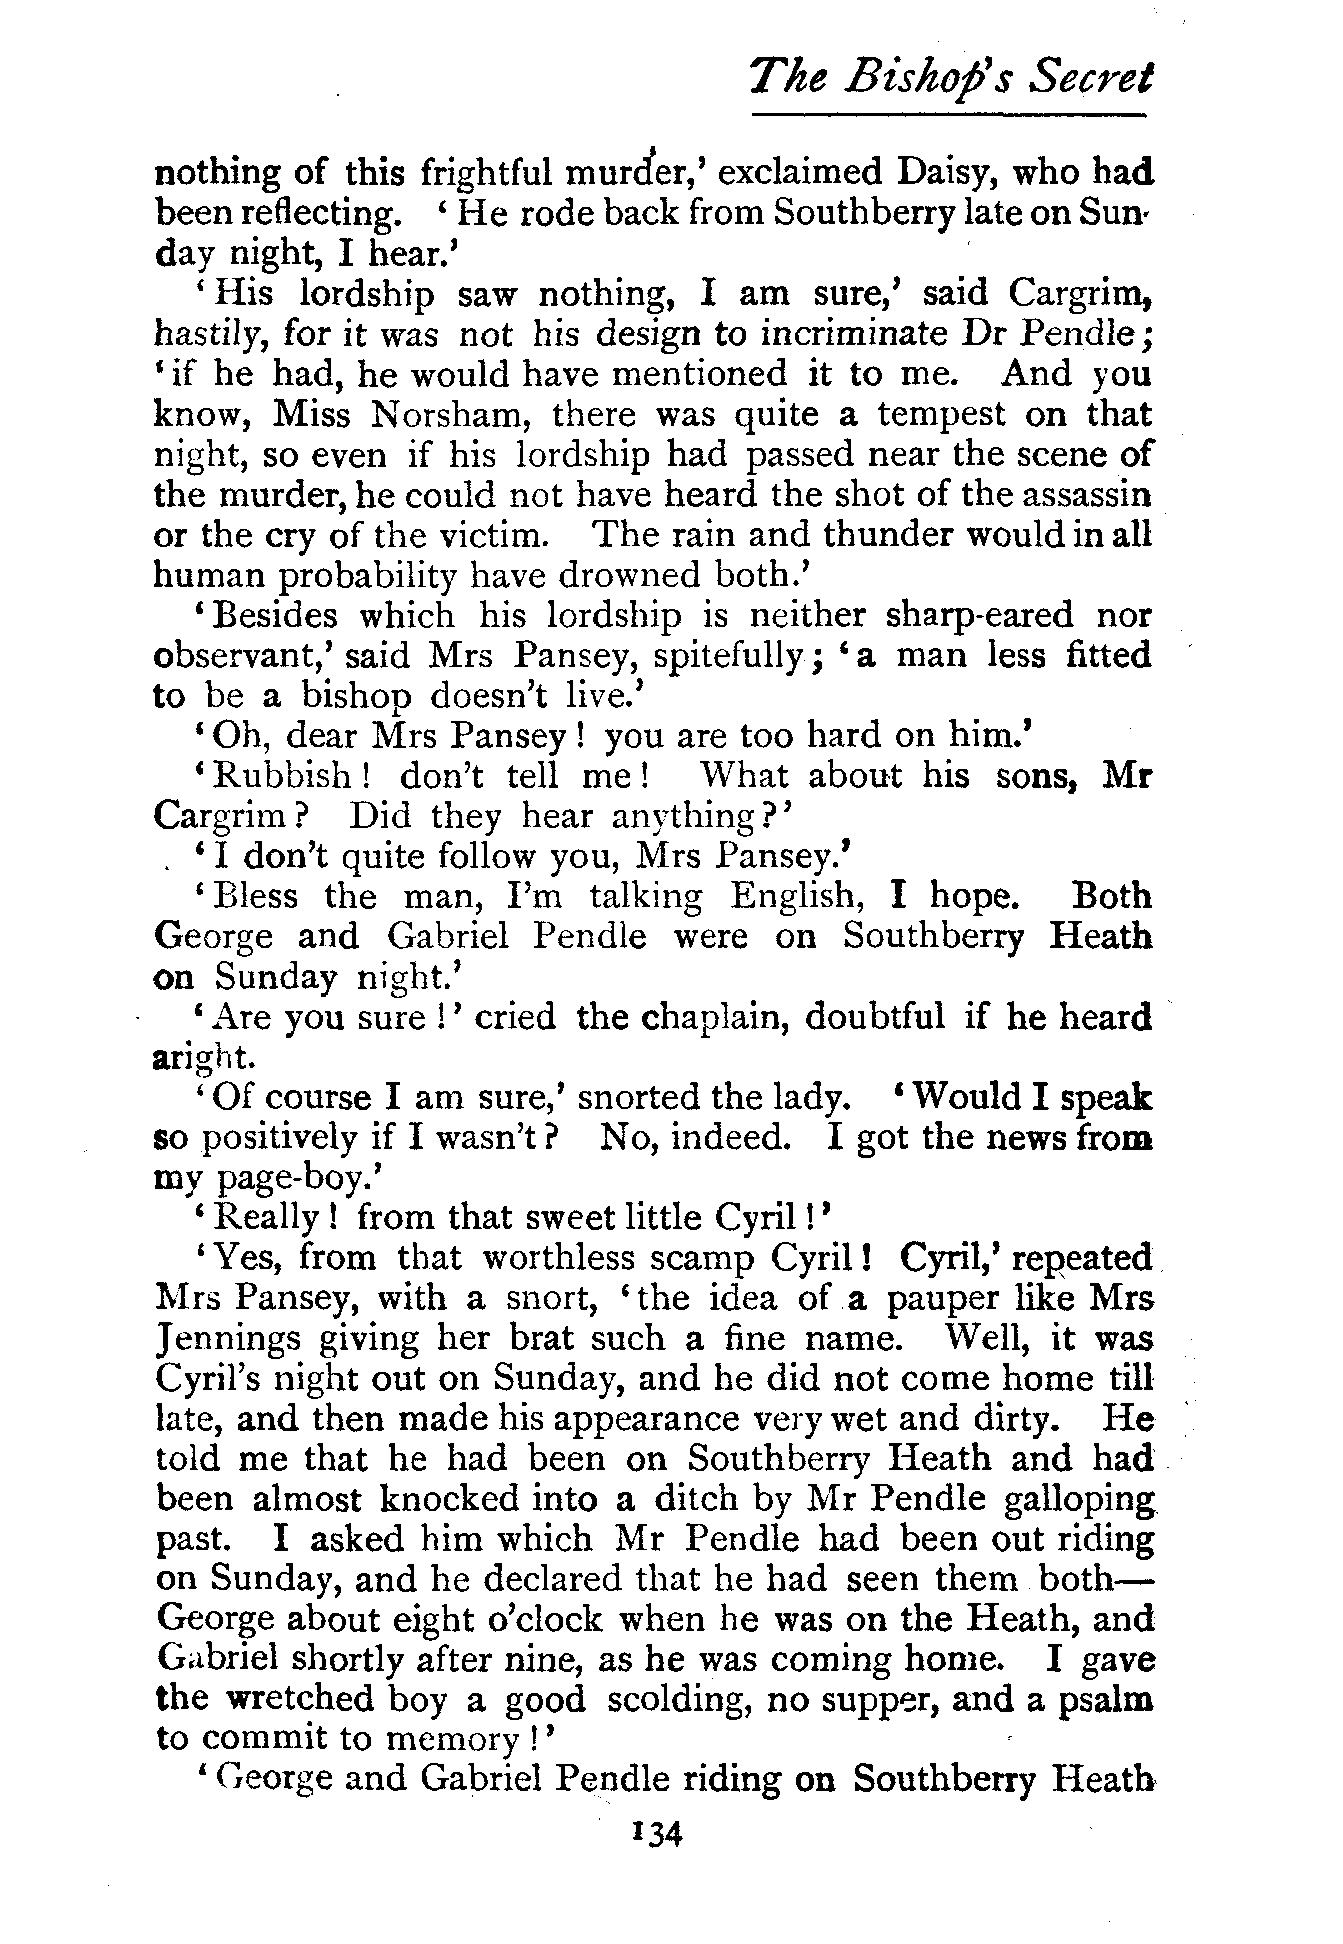 The Bishop's Secret
nothing of this frightful murder,' exclaimed Daisy, who had
been reflecting. ‘ He rode back from Southberry late on Sun-
day night, I hear.’
‘ His lordship saw nothing, I am sure,’ said Cargrim,
hastily, for it was not his design to incriminate Dr Pendle;
‘ if he had, he would have mentioned it to me. And you
know, Miss Norsham, there was quite a tempest on that
night, so even if his lordship had passed near the scene of
the murder, he could not have heard the shot of the assassin
or the cry of the victim. The rain and thunder would in all
human probability have drowned both.’
‘ Besides which his lordship is neither sharp-eared nor
observant,’ said Mrs Pansey, spitefully; ‘ a man less fitted
to be a bishop doesn't live.’
‘ Oh, dear Mrs Pansey! you are too hard on him.’
‘ Rubbish! don't tell me! What about his sons, Mr
Cargrim? Did they hear anything?’
‘ I don't quite follow you, Mrs Pansey.’
‘ Bless the man, I'm talking English, I hope. Both
George and Gabriel Pendle were on Southberry Heath
on Sunday night.’
‘ Are you sure!’ cried the chaplain, doubtful if he heard
aright.
‘ Of course I am sure,’ snorted the lady. ‘ Would I speak
so positively if I wasn't? No, indeed. I got the news from
my page-boy.’
‘ Really! from that sweet little Cyril!’
‘ Yes, from that worthless scamp Cyril! Cyril,’ repeated
Mrs Pansey, with a snort, ‘ the idea of a pauper like Mrs
Jennings giving her brat such a fine name. Well, it was
Cyril's night out on Sunday, and he did not come home till
late, and then made his appearance very wet and dirty. He
told me that he had been on Southberry Heath and had
been almost knocked into a ditch by Mr Pendle galloping
past. I asked him which Mr Pendle had been out riding
on Sunday, and he declared that he had seen them both—
George about eight o'clock when he was on the Heath, and
Gabriel shortly after nine, as he was coming home. I gave
the wretched boy a good scolding, no supper, and a psalm
to commit to memory!’
‘ George and Gabriel Pendle riding on Southberry Heath
134